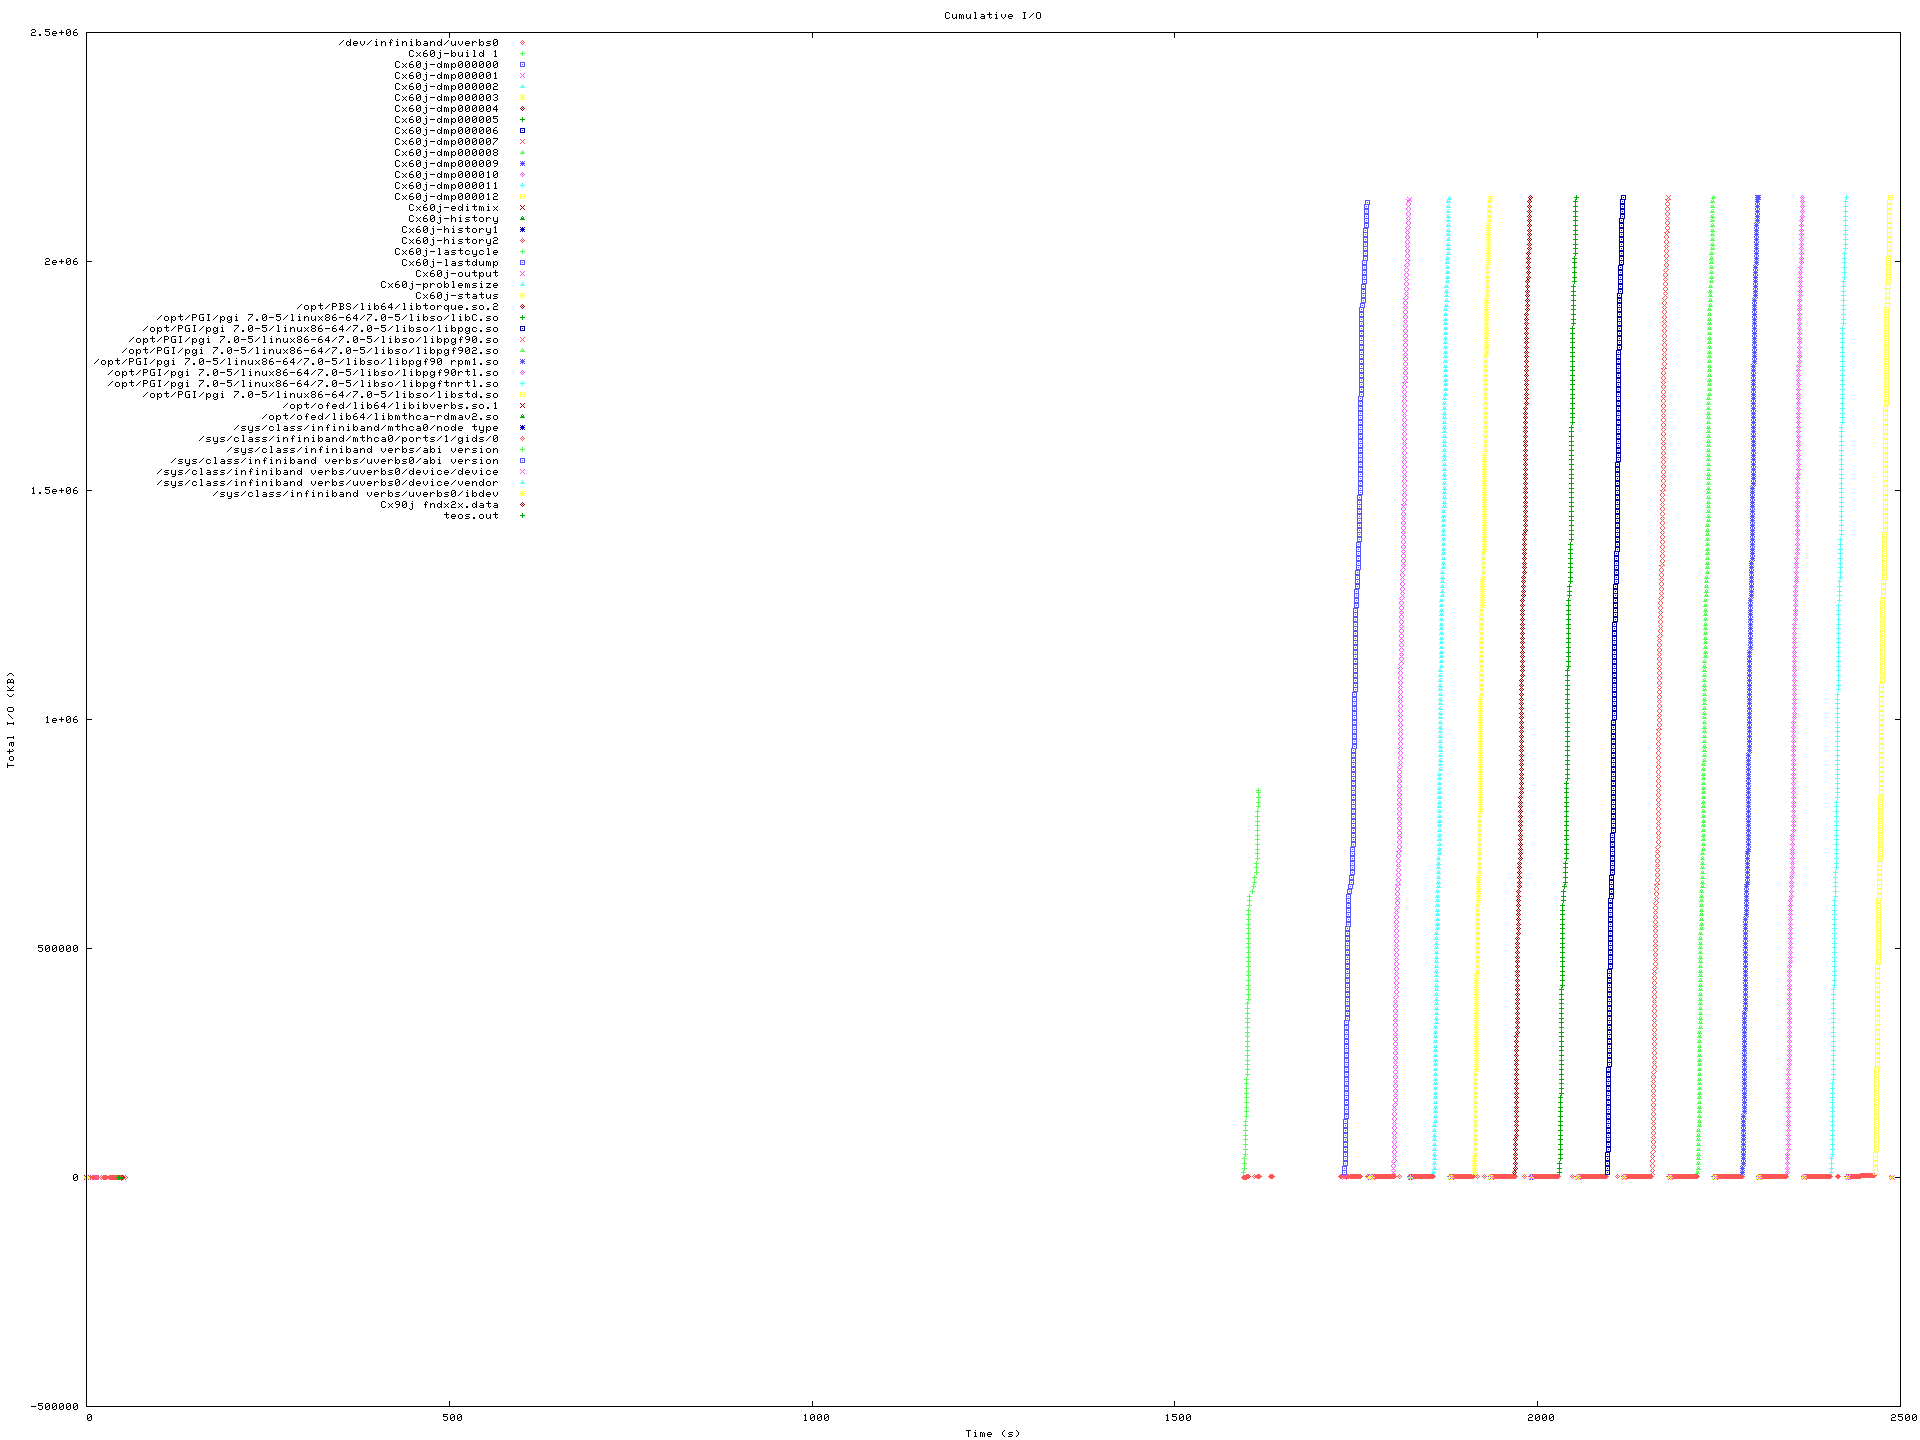 Cumulative I/O
2.5e+06
2e+06
1.5e+06
1e+06
500000
0
-500000
Total I/O (KB)
/dev/infiniband/uverbs0
Cx60j-build 1
Cx60j-dmp000000
Cx60j-dmp000001
Cx60j-dmp000002
Cx60j-dmp000003
Cx60j-dmp000004
Cx60j-dmp000005
Cx60j-dmp000006
Cx60j-dmp000007
Cx60j-dmp000008
Cx60j-dmp000009
Cx60j-dmp000010
Cx60j-dmp000011
Cx60j-dmp000012
Cx60j-editmix
Cx60j-history
Cx60j-history1
Cx60j-history2
Cx60j-lastcycle
Cx60j-lastdump
Cx60j-output
Cx60j-problemsize
Cx60j-status
/opt/PBS/lib64/libtorque.so.2
/opt/PGI/pgi 7.0-5/linux86-64/7.0-5/libso/libC.so
/opt/PGI/pgi 7.0-5/linux86-64/7.0-5/libso/libpgc.so
/opt/PGI/pgi 7.0-5/linux86-64/7.0-5/libso/libpgf90.so
/opt/PGI/pgi 7.0-5/linux86-64/7.0-5/libso/libpgf902.so
/opt/PGI/pgi 7.0-5/linux86-64/7.0-5/libso/libpgf90 rpm1.so
/opt/PGI/pgi 7.0-5/linux86-64/7.0-5/libso/libpgf90rtl.so
/opt/PGI/pgi 7.0-5/linux86-64/7.0-5/libso/libpgftnrtl.so
/opt/PGI/pgi 7.0-5/linux86-64/7.0-5/libso/libstd.so
/opt/ofed/lib64/libibverbs.so.1
/opt/ofed/lib64/libmthca-rdmav2.so
/sys/class/infiniband/mthca0/node type
/sys/class/infiniband/mthca0/ports/1/gids/0
/sys/class/infiniband verbs/abi version
/sys/class/infiniband verbs/uverbs0/abi version
/sys/class/infiniband verbs/uverbs0/device/device
/sys/class/infiniband verbs/uverbs0/device/vendor
/sys/class/infiniband verbs/uverbs0/ibdev
Cx90j fndx2x.data
teos.out
0 500 1000 1500 2000 2500
Time (s)